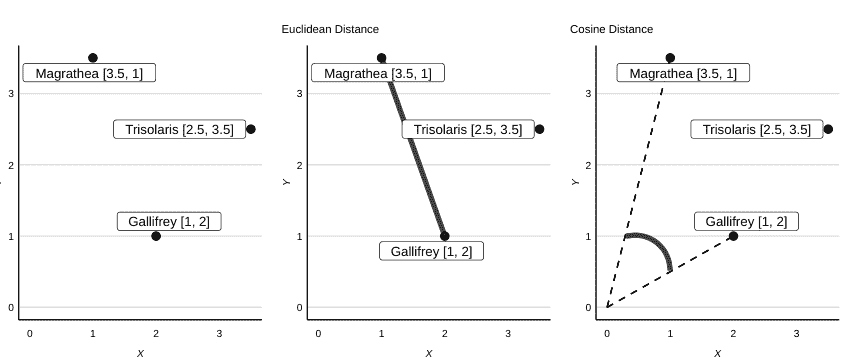 Euclidean Distance
Cosine Distance
Magrathea [3.5, 1]
Trisolaris [2.5, 3.5]
Gallifrey [1, 2]
3
2
1
0
0 1 2 3
X
Y
Magrathea [3.5, 1]
Trisolaris [2.5, 3.5]
Gallifrey [1, 2]
3
2
1
0
0 1 2 3
X
Y
Magrathea [3.5, 1]
Trisolaris [2.5, 3.5]
Gallifrey [1, 2]
3
2
1
0
0 1 2 3
X